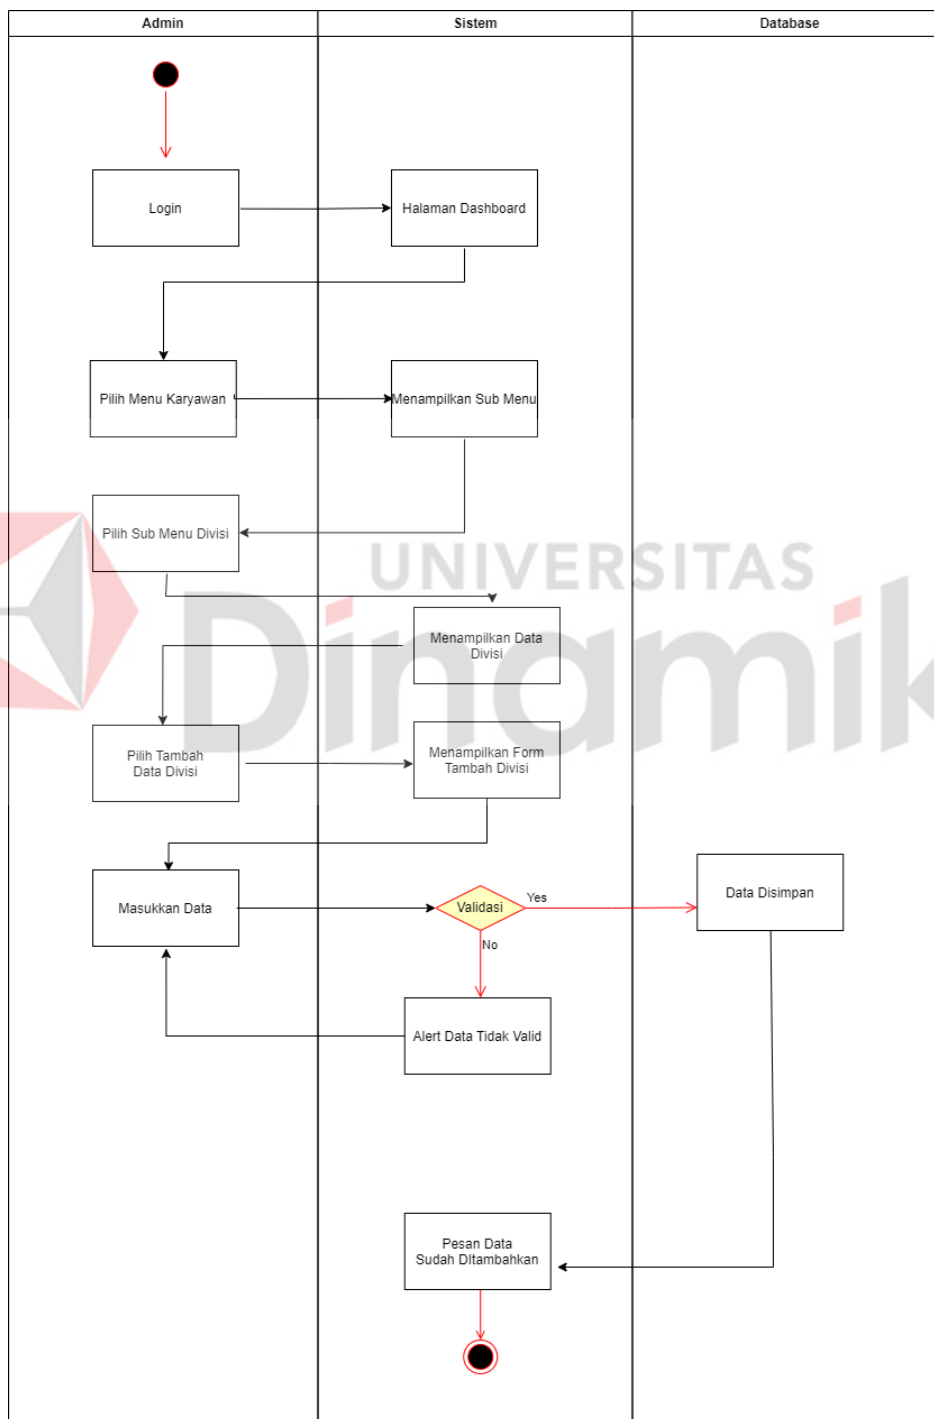 Admin
Sistem
Database
Login
Halaman Dashboard
Pilih Menu Karyawan
Menampilkan Sub Menu
Pilih Sub Menu Divisi
UNIVERSITAS
Dinamik
Menampilkan Data
Divisi
Pilih Tambah
Data Divisi
Menampilkan Form
Tambah Divisi
Masukkan Data
Validasi
Yes
Data Disimpan
No
Alert Data Tidak Valid
Pesan Data
Sudah DItambahkan